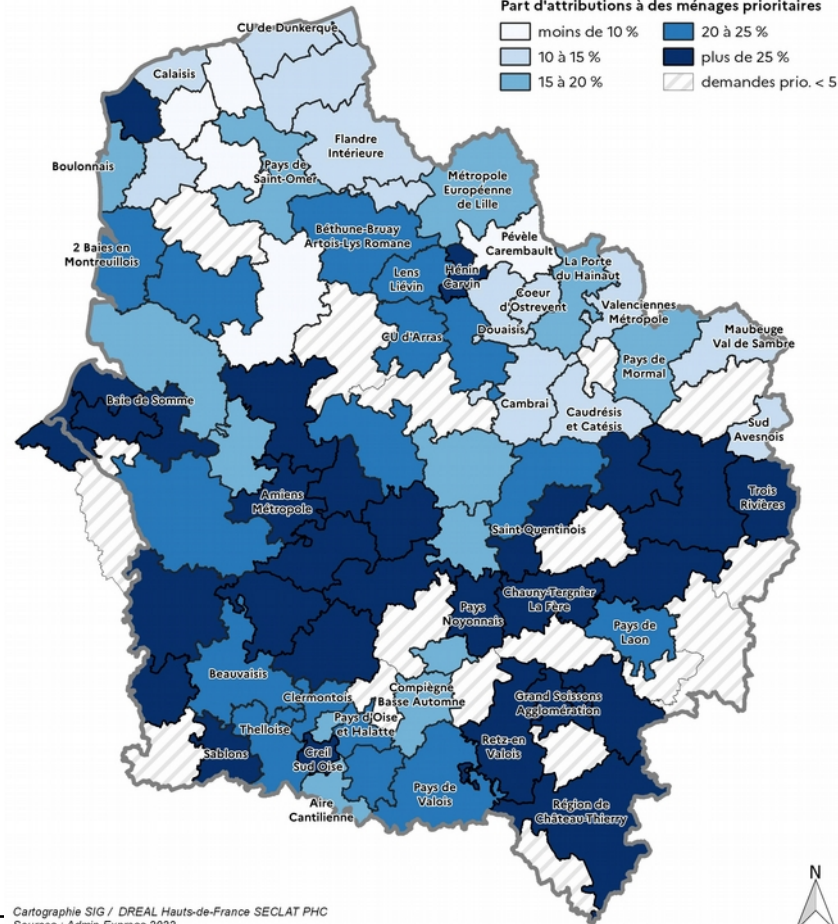 Part d'attributions à des ménages prioritaires
moins de 10 %
20 à 25 %
10 à 15 %
plus de 25 %
15 à 20 %
demandes prio. < 5
CU de Dunkerque
Calaisis
Flandre
Intérieure
Boulonnais
Pays de
Saint-Omer
Métropole
Européenne
de Lille
2 Baies en
Montreuillois
Béthune-Bruay
Artois-Lys Romane
Pévèle
Carembault
Lens
Liévin
Hénin
Carvin
La Porte
du Hainaut
Coeur
d'Ostrevent
Valenciennes
Métropole
Douaisis
CU d'Arras
Maubeuge
Val de Sambre
Pays de
Mormal
Baie de Somme
Cambrai
Caudrésis
et Catésis
Sud
Avesnois
Amiens
Métropole
Trois
Rivières
Saint Quentinois
Pays
Noyonnais
Chauny-Tergnier
La Fère
Pays de
Laon
Beauvaisis
Clermontois
Compiègne
Basse Automne
Grand Soissons
Agglomération
Thelloise
Pays d'Oise
et Halatte
Sablons
Creil
Sud Oise
Retz-en
Valois
Pays de
Valois
Aire
Cantilienne
Région de
Château-Thierry
N
Cartographie SIG / DREAL Hauts-de-France SECLAT PHC